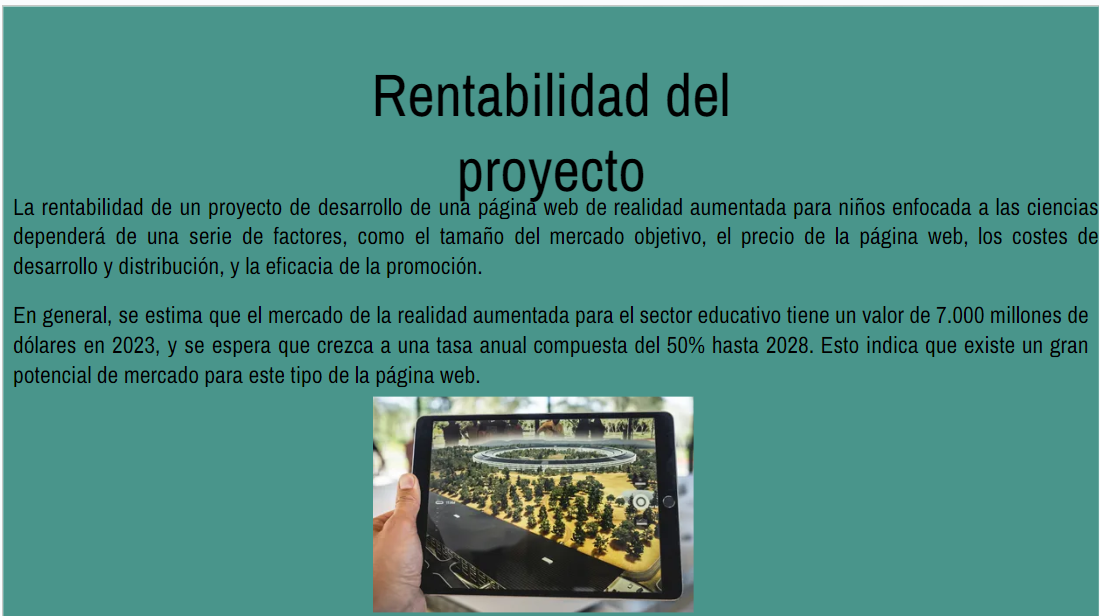 Rentabilidad del
proyecto
La rentabilidad de un proyecto de desarrollo de una página web de realidad aumentada para niños enfocada a las ciencias
dependerá de una serie de factores, como el tamaño del mercado objetivo, el precio de la página web, los costes de
desarrollo y distribución, y la eficacia de la promoción.
En general, se estima que el mercado de la realidad aumentada para el sector educativo tiene un valor de 7.000 millones de
dólares en 2023, y se espera que crezca a una tasa anual compuesta del 50% hasta 2028. Esto indica que existe un gran
potencial de mercado para este tipo de la página web.